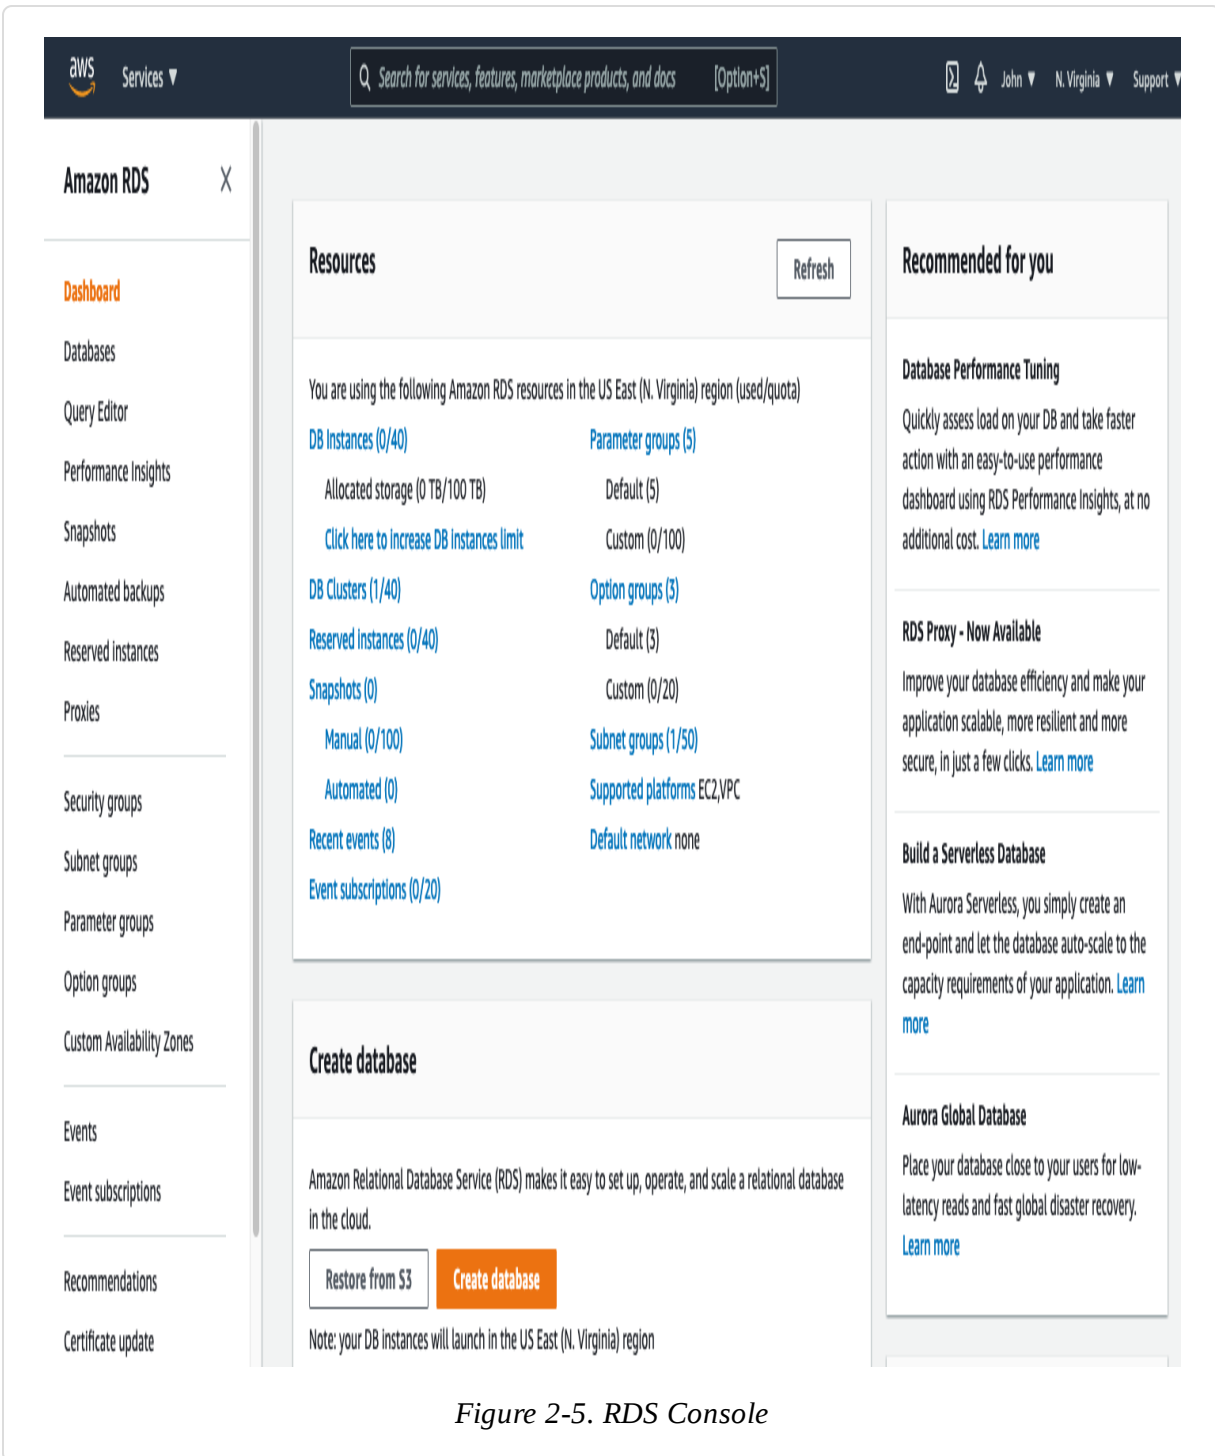 aws
Services ▼
Search for services, features, marketplace products, and docs [Option+S]
John ▼
N. Virginia ▼
Support ▼
Amazon RDS X
Dashboard
Databases
Query Editor
Performance Insights
Snapshots
Automated backups
Reserved instances
Proxies
Security groups
Subnet groups
Parameter groups
Option groups
Custom Availability Zones
Events
Event subscriptions
Recommendations
Certificate update
Resources
Refresh
You are using the following Amazon RDS resources in the US East (N. Virginia) region (used/quota)
DB Instances (0/40)
Allocated storage (0 TB/100 TB)
Click here to increase DB instances limit
DB Clusters (1/40)
Reserved instances (0/40)
Snapshots (0)
Manual (0/100)
Automated (0)
Recent events (8)
Event subscriptions (0/20)
Parameter groups (5)
Default (5)
Custom (0/100)
Option groups (3)
Default (3)
Custom (0/20)
Subnet groups (1/50)
Supported platforms EC2,VPC
Default network none
Create database
Amazon Relational Database Service (RDS) makes it easy to set up, operate, and scale a relational database
in the cloud.
Restore from S3
Create database
Note: your DB instances will launch in the US East (N. Virginia) region
Recommended for you
Database Performance Tuning
Quickly assess load on your DB and take faster
action with an easy-to-use performance
dashboard using RDS Performance Insights, at no
additional cost. Learn more
RDS Proxy - Now Available
Improve your database efficiency and make your
application scalable, more resilient and more
secure, in just a few clicks. Learn more
Build a Serverless Database
With Aurora Serverless, you simply create an
end-point and let the database auto-scale to the
capacity requirements of your application. Learn
more
Aurora Global Database
Place your database close to your users for low-
latency reads and fast global disaster recovery.
Learn more
Figure 2-5. RDS Console